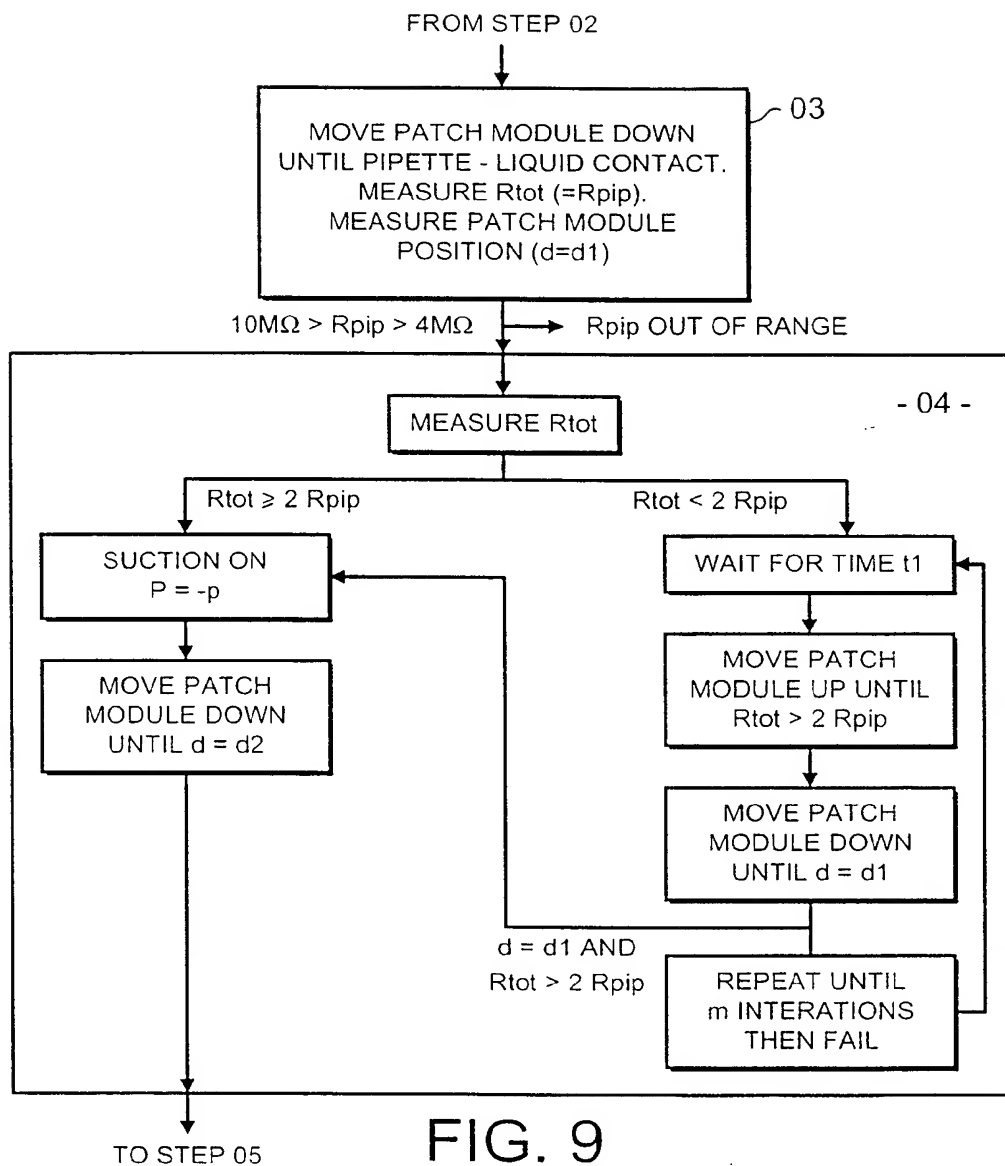 FROM STEP 02
03
MOVE PATCH MODULE DOWN
UNTIL PIPETTE - LIQUID CONTACT.
MEASURE Rtot (=Rpip).
MEASURE PATCH MODULE
POSITION (d=d1)
10MΩ > Rpip > 4MΩ
Rpip OUT OF RANGE
- 04 -
MEASURE Rtot
Rtot ⩾ 2 Rpip
Rtot < 2 Rpip
SUCTION ON
P = -p
MOVE PATCH
MODULE DOWN
UNTIL d = d2
WAIT FOR TIME t1
MOVE PATCH
MODULE UP UNTIL
Rtot > 2 Rpip
MOVE PATCH
MODULE DOWN
UNTIL d = d1
d = d1 AND
Rtot > 2 Rpip
REPEAT UNTIL
m INTERATIONS
THEN FAIL
TO STEP 05
FIG. 9